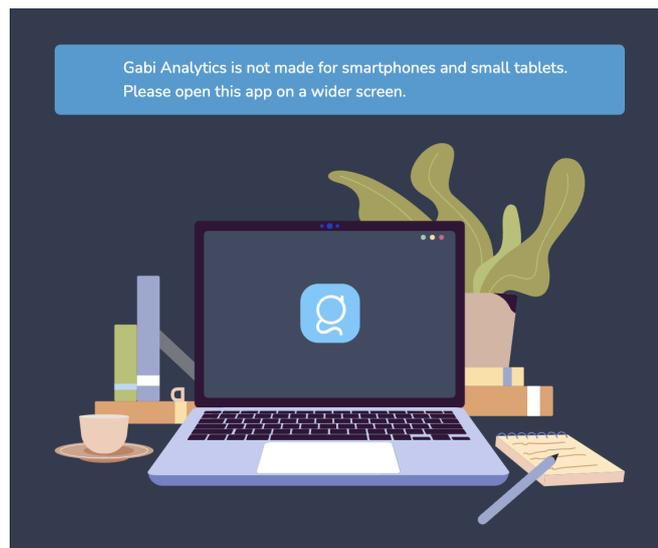 Gabi Analytics is not made for smartphones and small tablets.
Please open this app on a wider screen.
g